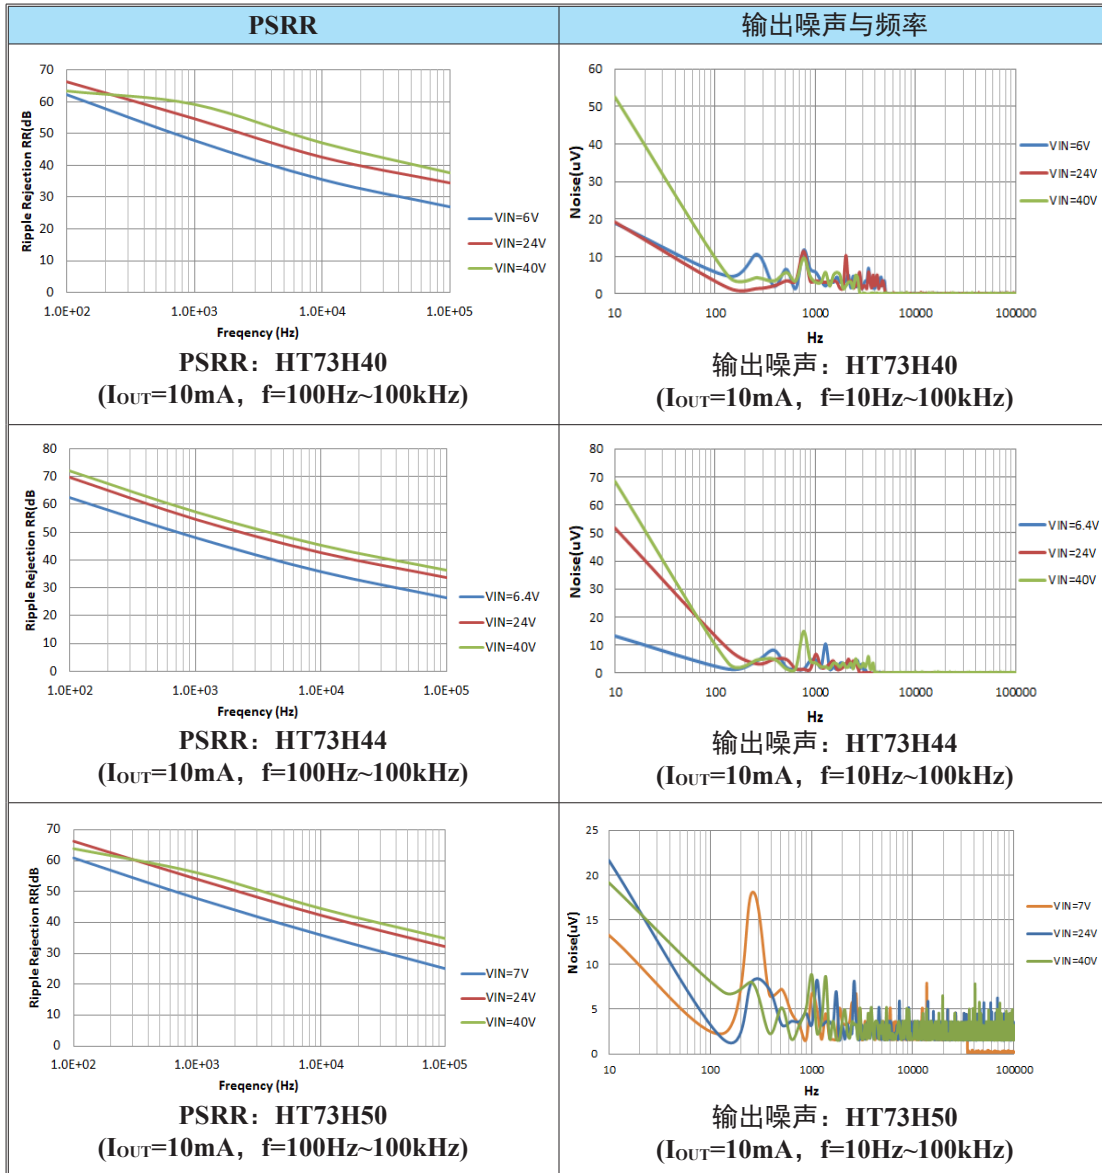 PSRR
输出噪声与频率
70
60
50
40
30
20
10
0
Ripple Rejection RR(dB
1.0E+02
1.0E+03
1.0E+04
1.0E+05
Freqency (Hz)
VIN=6V
VIN=24V
VIN=40V
PSRR：HT73H40
(IOUT=10mA，f=100Hz~100kHz)
60
50
40
30
20
10
0
Noise(uV)
10
100
1000
10000
100000
Hz
VIN=6V
VIN=24V
VIN=40V
输出噪声：HT73H40
(IOUT=10mA，f=10Hz~100kHz)
80
70
60
50
40
30
20
10
0
Ripple Rejection RR(dB
1.0E+02
1.0E+03
1.0E+04
1.0E+05
Freqency (Hz)
VIN=6.4V
VIN=24V
VIN=40V
PSRR：HT73H44
(IOUT=10mA，f=100Hz~100kHz)
80
70
60
50
40
30
20
10
0
Noise(uV)
10
100
1000
10000
100000
Hz
VIN=6.4V
VIN=24V
VIN=40V
输出噪声：HT73H44
(IOUT=10mA，f=10Hz~100kHz)
70
60
50
40
30
20
10
0
Ripple Rejection RR(dB
1.0E+02
1.0E+03
1.0E+04
1.0E+05
Freqency (Hz)
VIN=7V
VIN=24V
VIN=40V
PSRR：HT73H50
(IOUT=10mA，f=100Hz~100kHz)
25
20
15
10
5
0
Noise(uV)
10
100
1000
10000
100000
Hz
VIN=7V
VIN=24V
VIN=40V
输出噪声：HT73H50
(IOUT=10mA，f=10Hz~100kHz)